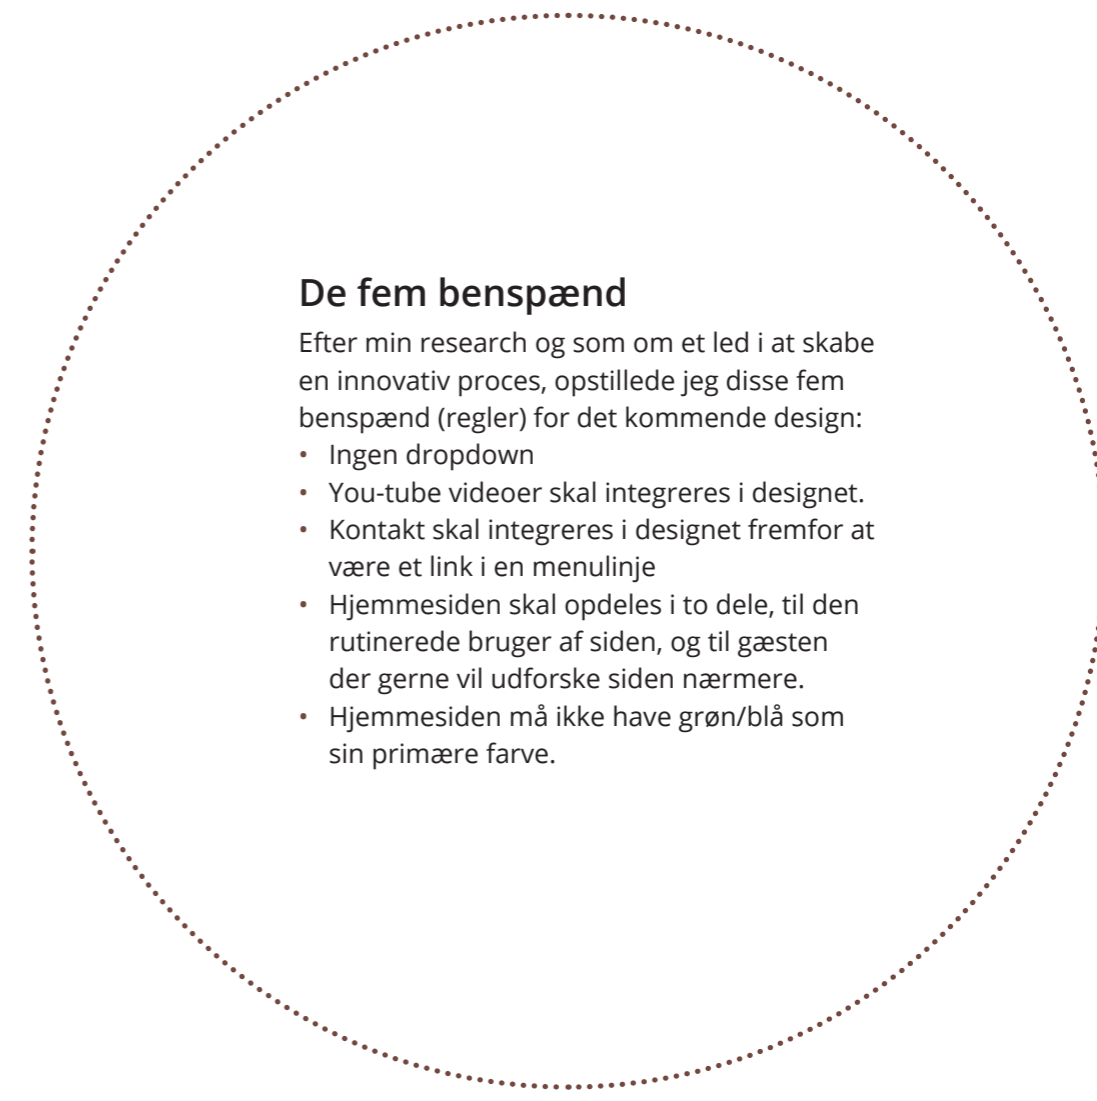 De fem benspænd
Efter min research og som om et led i at skabe
en innovativ proces, opstillede jeg disse fem
benspænd (regler) for det kommende design:
• Ingen dropdown
• You-tube videoer skal integreres i designet.
• Kontakt skal integreres i designet fremfor at
være et link i en menulinje
• Hjemmesiden skal opdeles i to dele, til den
rutinerede bruger af siden, og til gæsten
der gerne vil udforske siden nærmere.
• Hjemmesiden må ikke have grøn/blå som
sin primære farve.